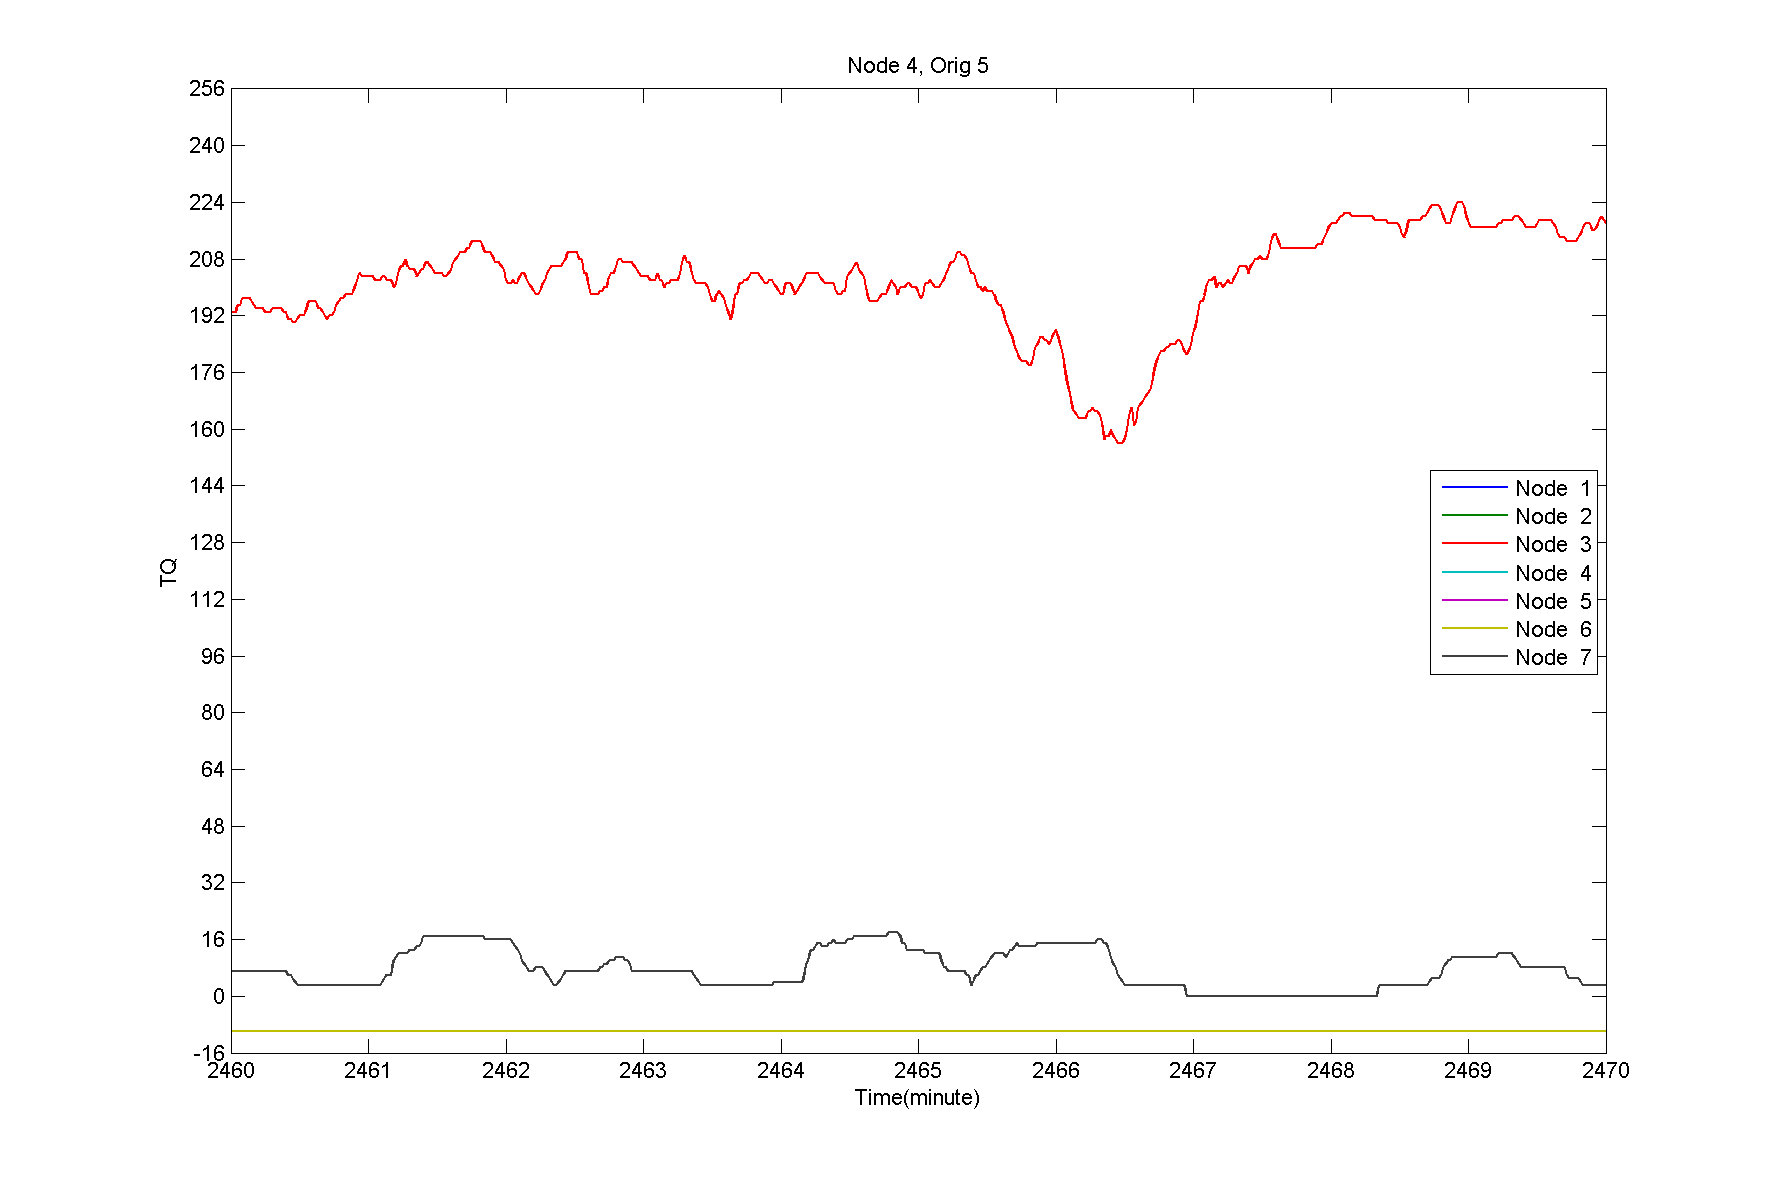 Node 4, Orig 5
256
240
224
208
192
176
160
144
128
112
96
80
64
48
32
16
0
-16
TQ
Node 1
Node 2
Node 3
Node 4
Node 5
Node 6
Node 7
2460 2461 2462 2463 2464 2465 2466 2467 2468 2469 2470
Time(minute)